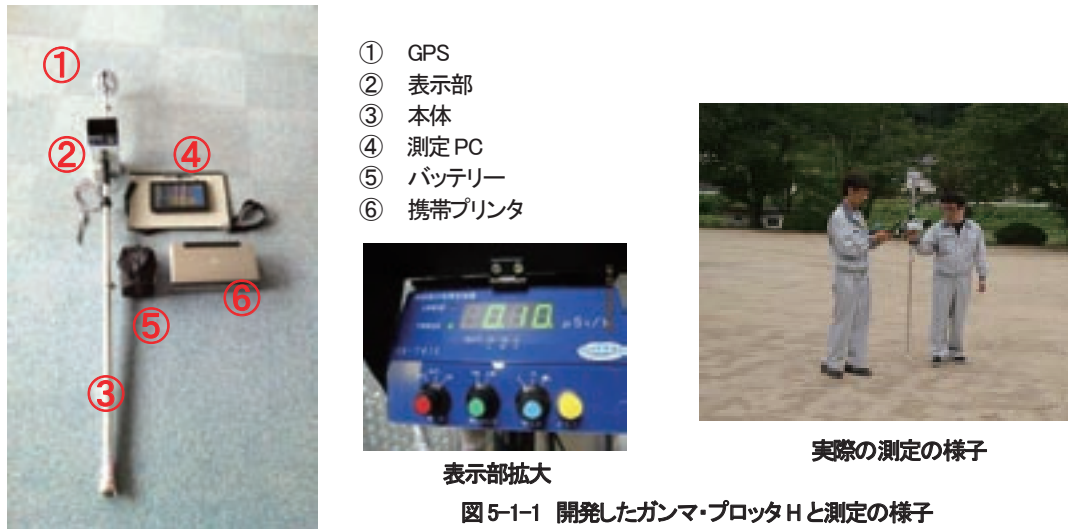 ①
②
④
⑤
⑥
③
① GPS
② 表示部
③ 本体
④ 測定PC
⑤ バッテリー
⑥ 携帯プリンタ
0.10
μSv/h
表示部拡大
実際の測定の様子
図5-1-1 開発したガンマ・プロッタHと測定の様子